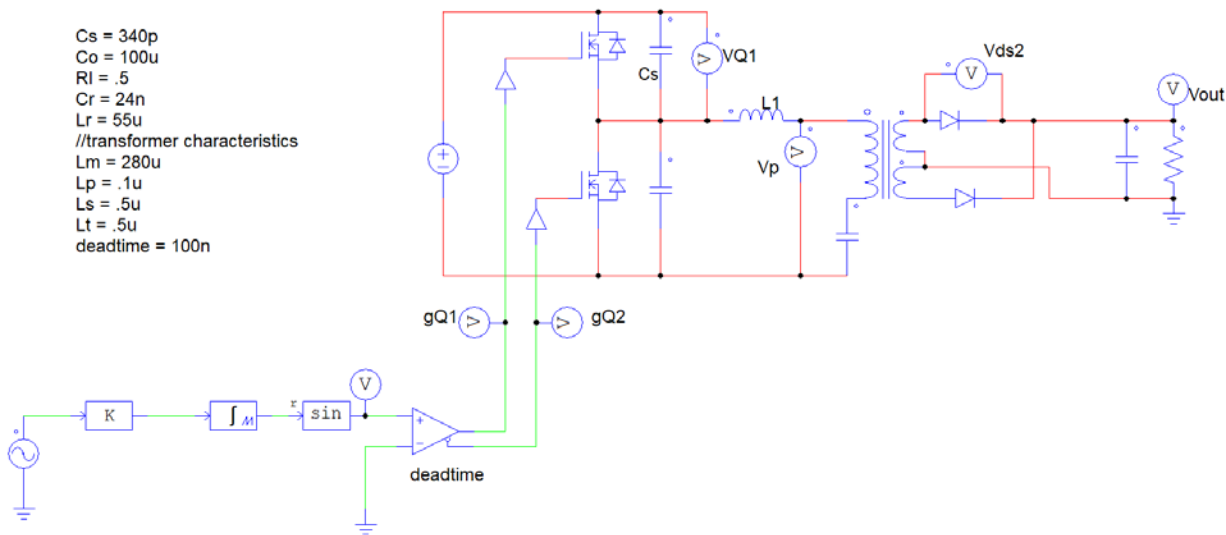 Cs = 340p
Co = 100u
Rl = .5
Cr = 24n
Lr = 55u
//transformer characteristics
Lm = 280u
Lp = .1u
Ls = .5u
Lt = .5u
deadtime = 100n
Cs
V
VQ1
L1
V
Vp
Vds2
V
V
Vout
gQ1
V
V
gQ2
K
∫
r
sin
V
deadtime